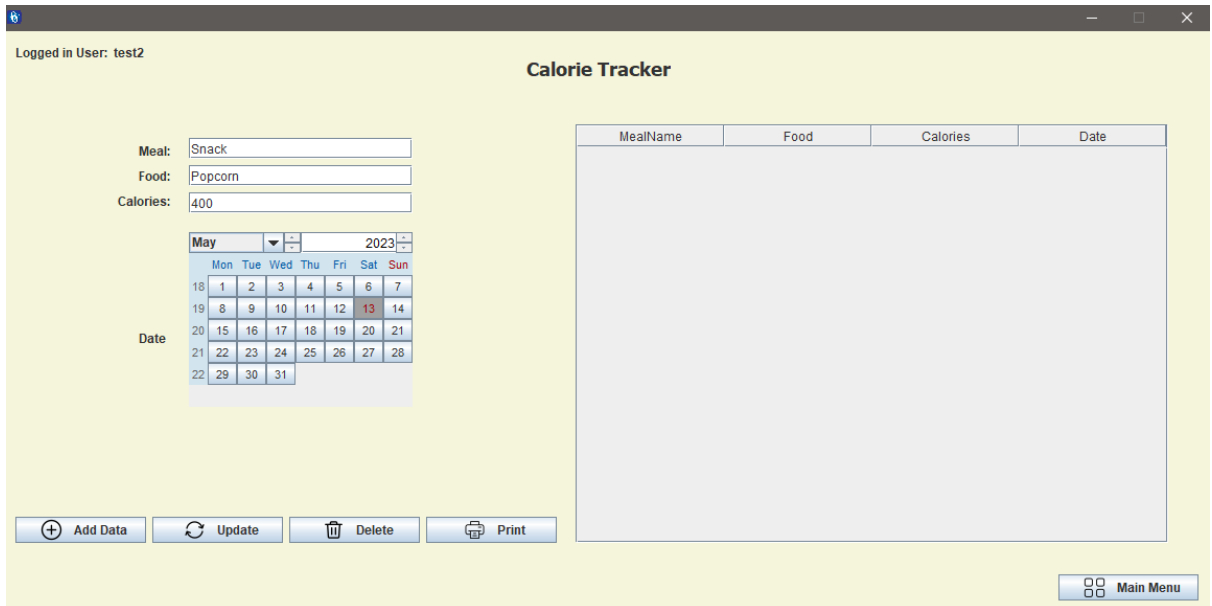 Logged in User: test2
Calorie Tracker
Meal: Snack
Food: Popcorn
Calories: 400
May 2023
Mon Tue Wed Thu Fri Sat Sun
18 1 2 3 4 5 6 7
19 8 9 10 11 12 13 14
Date
20 15 16 17 18 19 20 21
21 22 23 24 25 26 27 28
22 29 30 31
Add Data Update Delete Print
MealName Food Calories Date
Main Menu